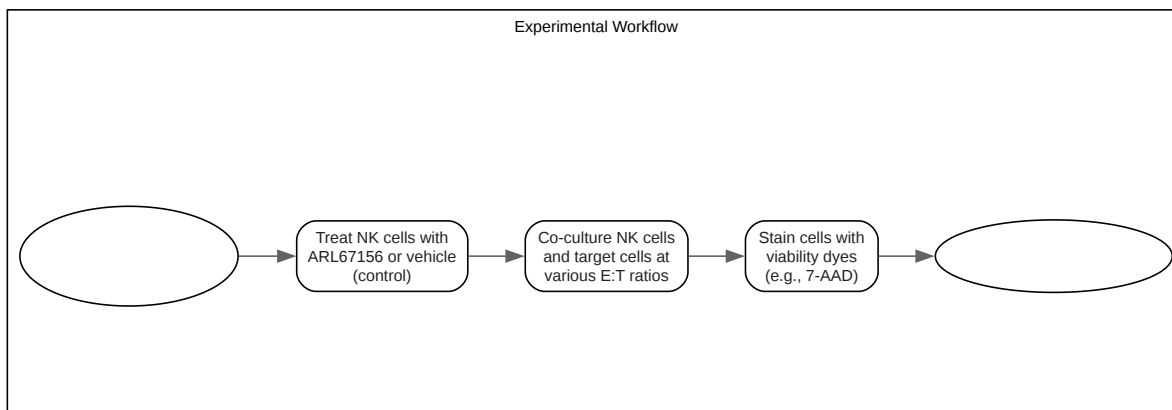 Experimental Workflow
Treat NK cells with
ARL67156 or vehicle
(control)
Co-culture NK cells
and target cells at
various E:T ratios
Stain cells with
viability dyes
(e.g., 7-AAD)